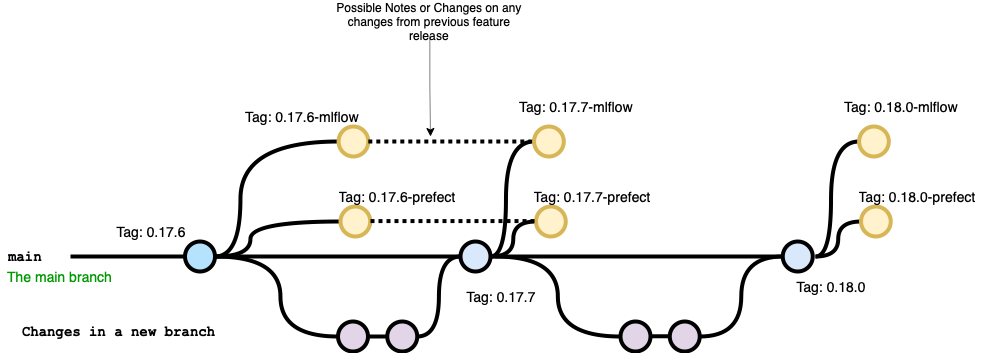 Possible Notes or Changes on any
changes from previous feature
release
Tag: 0.17.6-mlflow
Tag: 0.17.7-mlflow
Tag: 0.18.0-mlflow
Tag: 0.17.6-prefect
Tag: 0.17.7-prefect
Tag: 0.18.0-prefect
Tag: 0.17.6
main
The main branch
Tag: 0.17.7
Tag: 0.18.0
Changes in a new branch